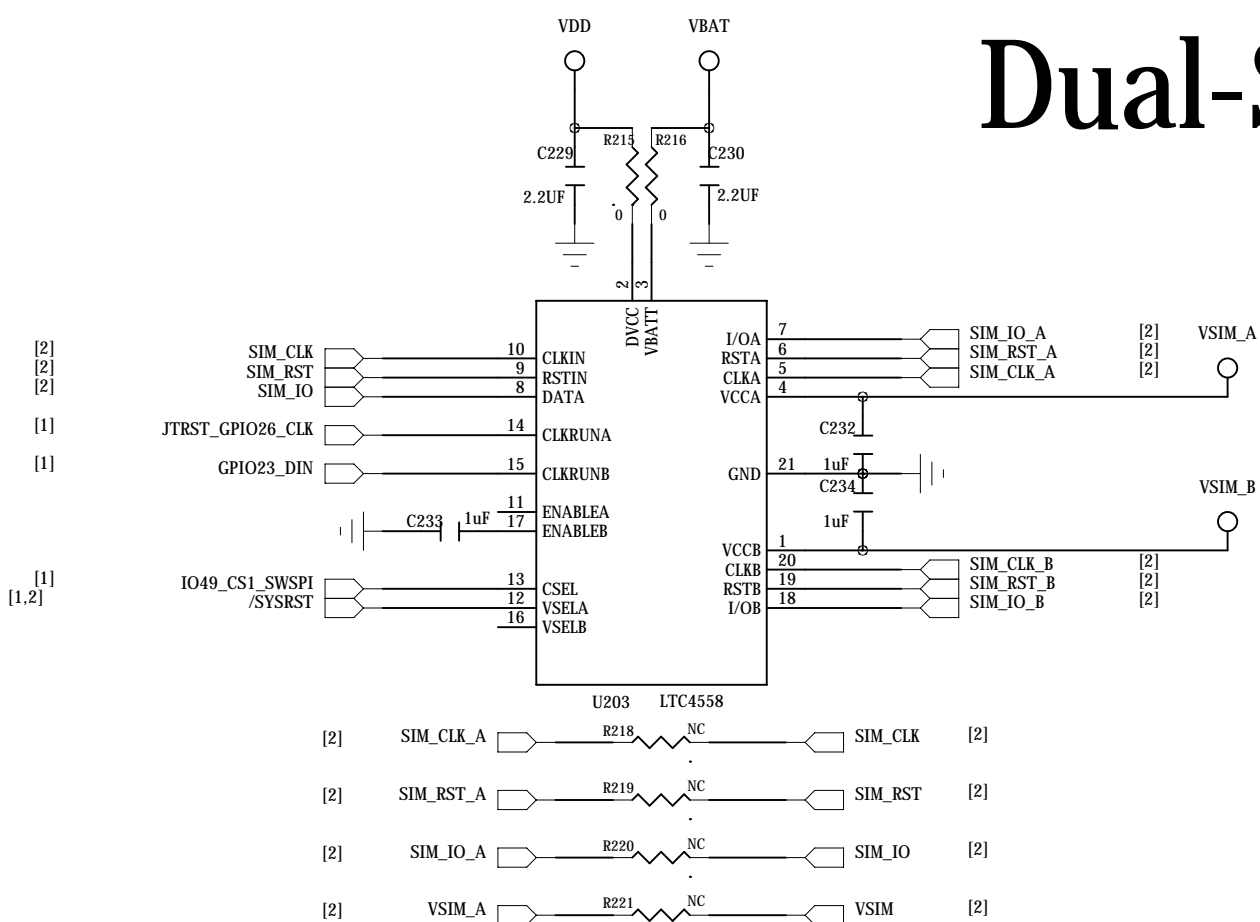 VDD VBAT
Dual-S
R215 R216
C229 C230
2.2UF 2.2UF
0 0
2 3
DVCC VBATT
[2] SIM_CLK 10 CLKIN
[2] SIM_RST 9 RSTIN
[2] SIM_IO 8 DATA
[1] JTRST_GPIO26_CLK 14 CLKRUNA
[1] GPIO23_DIN 15 CLKRUNB
11 ENABLEA
C233 1uF 17 ENABLEB
[1] IO49_CS1_SWSPI 13 CSEL
[1,2] /SYSRST 12 VSELA
16 VSELB
I/OA 7 SIM_IO_A [2] VSIM_A
RSTA 6 SIM_RST_A [2]
CLKA 5 SIM_CLK_A [2]
VCCA 4
C232
1uF
GND 21
C234
1uF
VSIM_B
VCCB 1
CLKB 20 SIM_CLK_B [2]
RSTB 19 SIM_RST_B [2]
I/OB 18 SIM_IO_B [2]
U203 LTC4558
[2] SIM_CLK_A R218 NC SIM_CLK [2]
[2] SIM_RST_A R219 NC SIM_RST [2]
[2] SIM_IO_A R220 NC SIM_IO [2]
[2] VSIM_A R221 NC VSIM [2]